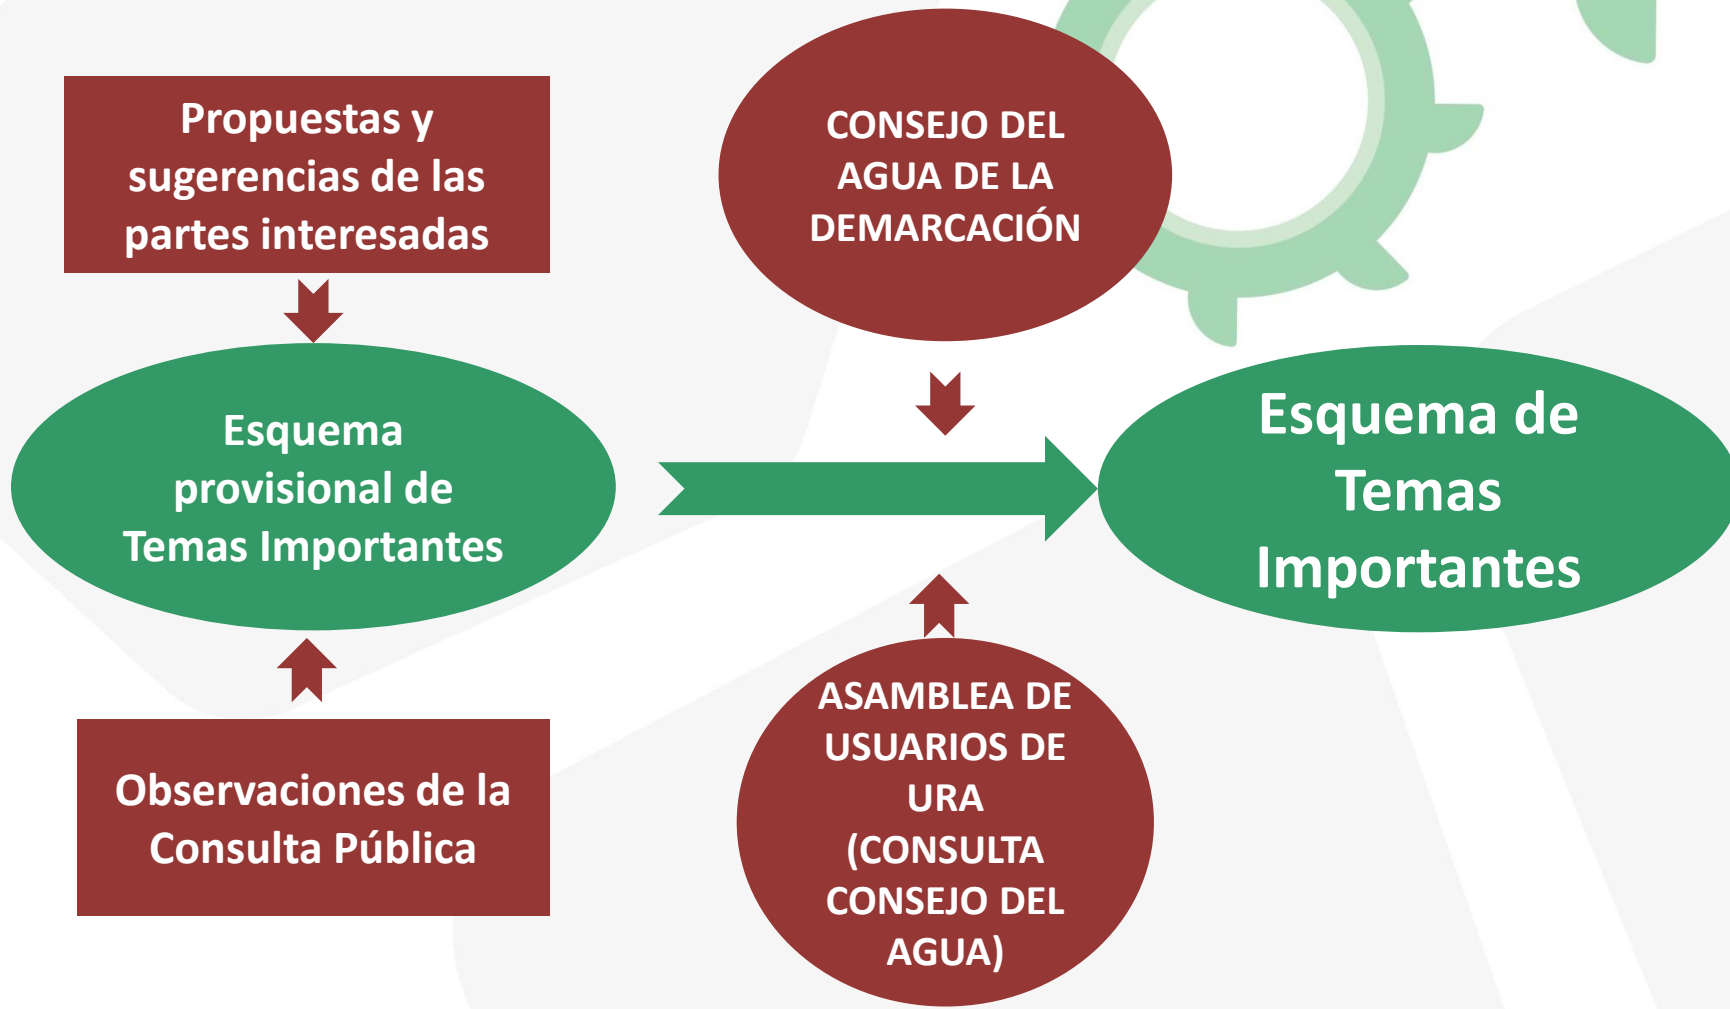 Propuestas y
sugerencias de las
partes interesadas
Esquema
provisional de
Temas Importantes
Observaciones de la
Consulta Pública
CONSEJO DEL
AGUA DE LA
DEMARCACIÓN
ASAMBLEA DE
USUARIOS DE
URA
(CONSULTA
CONSEJO DEL
AGUA)
Esquema de
Temas
Importantes